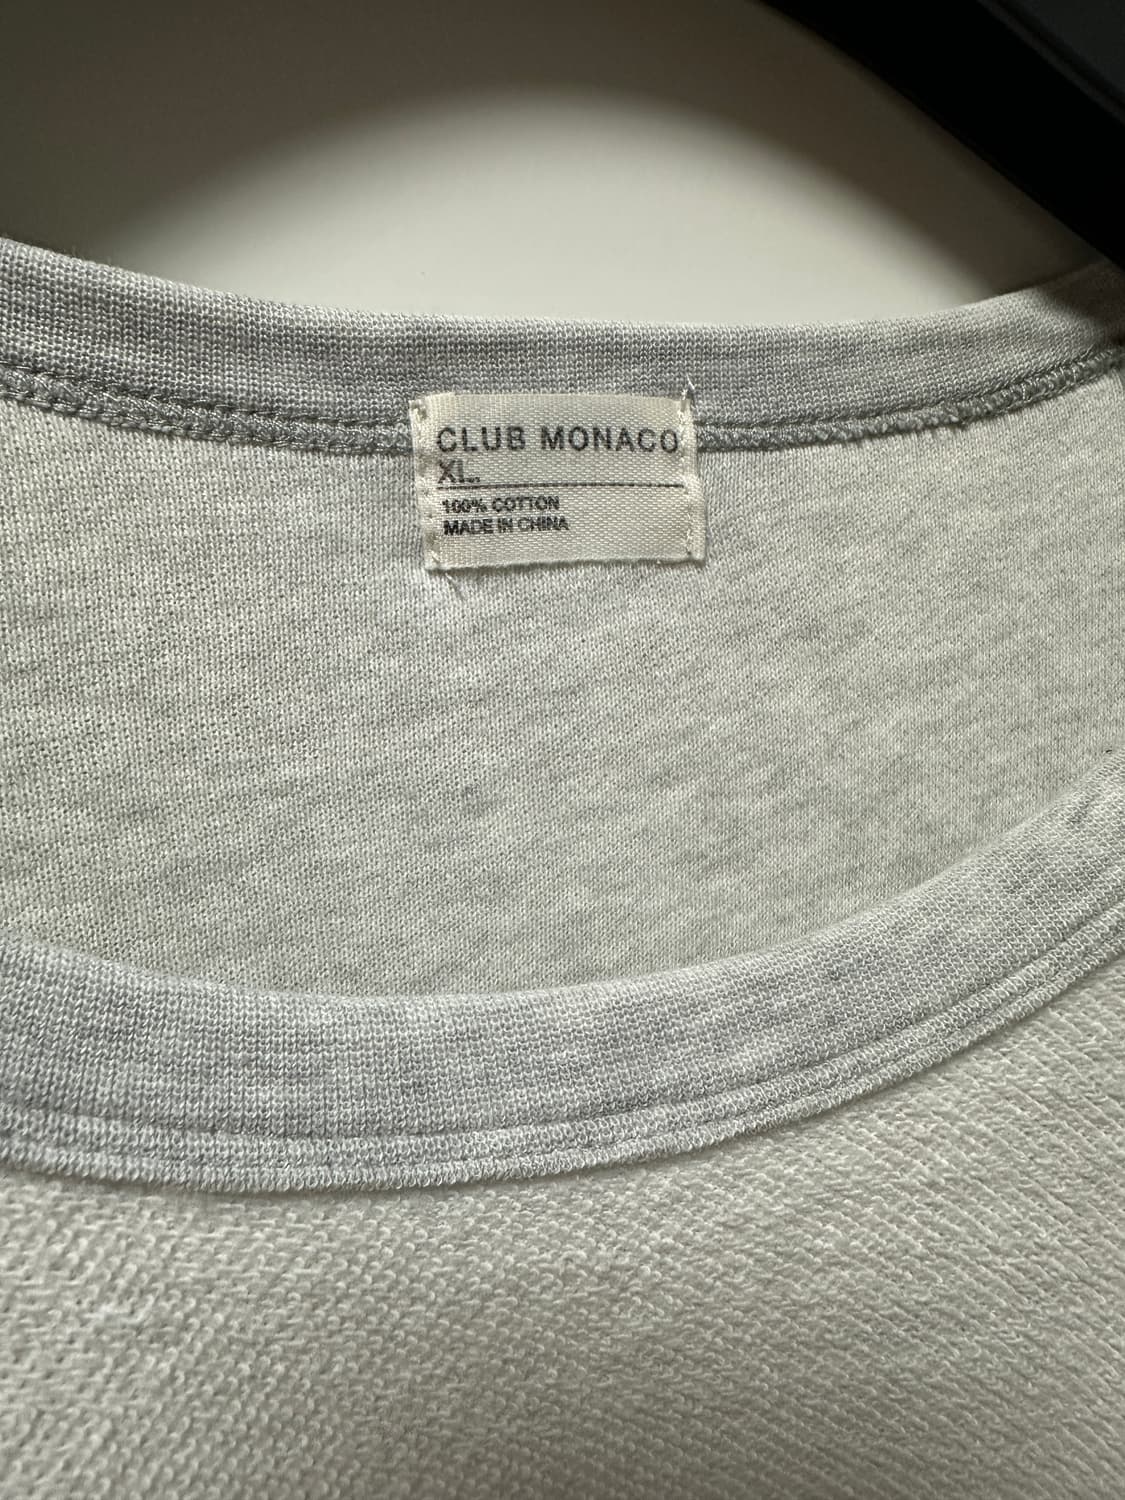 CLUB MONACO
XL
100% COTTON
MADE IN CHINA